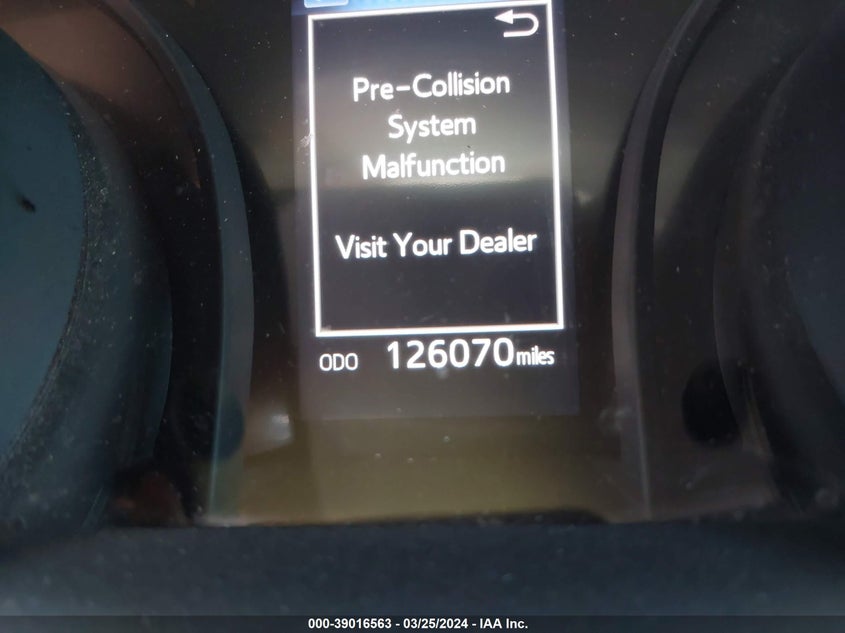 Pre-Collision
System
Malfunction
Visit Your Dealer
ODO 126070 miles
000-39016563 - 03/25/2024 - IAA Inc.